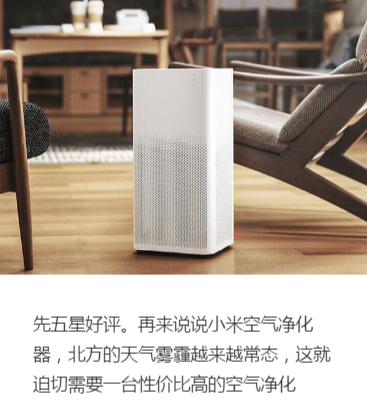 先五星好评。再来说说小米空气净化
器，北方的天气雾霾越来越常态，这就
迫切需要一台性价比高的空气净化